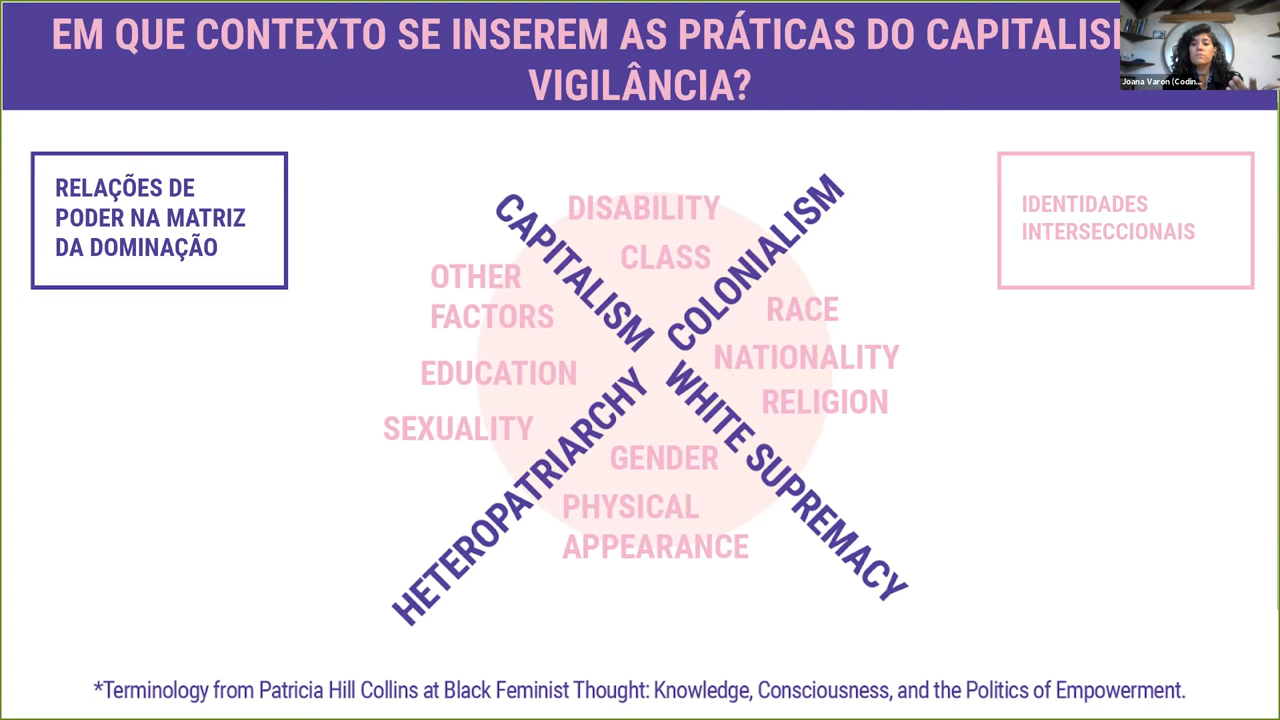 EM QUE CONTEXTO SE INSEREM AS PRÁTICAS DO
VIGILÂNCIA?
Joana Varon (Codin...
RELAÇÕES DE
PODER NA MATRIZ
DA DOMINAÇÃO
IDENTIDADES
INTERSECCIONAIS
CAPITALISM
COLONIALISM
DISABILITY
CLASS
OTHER
FACTORS
RACE
NATIONALITY
EDUCATION
RELIGION
SEXUALITY
GENDER
PHYSICAL
APPEARANCE
HETEROPATRIARCHY
WHITE SUPREMACY
*Terminology from Patricia Hill Collins at Black Feminist Thought: Knowledge, Consciousness, and the Politics of Empowerment.